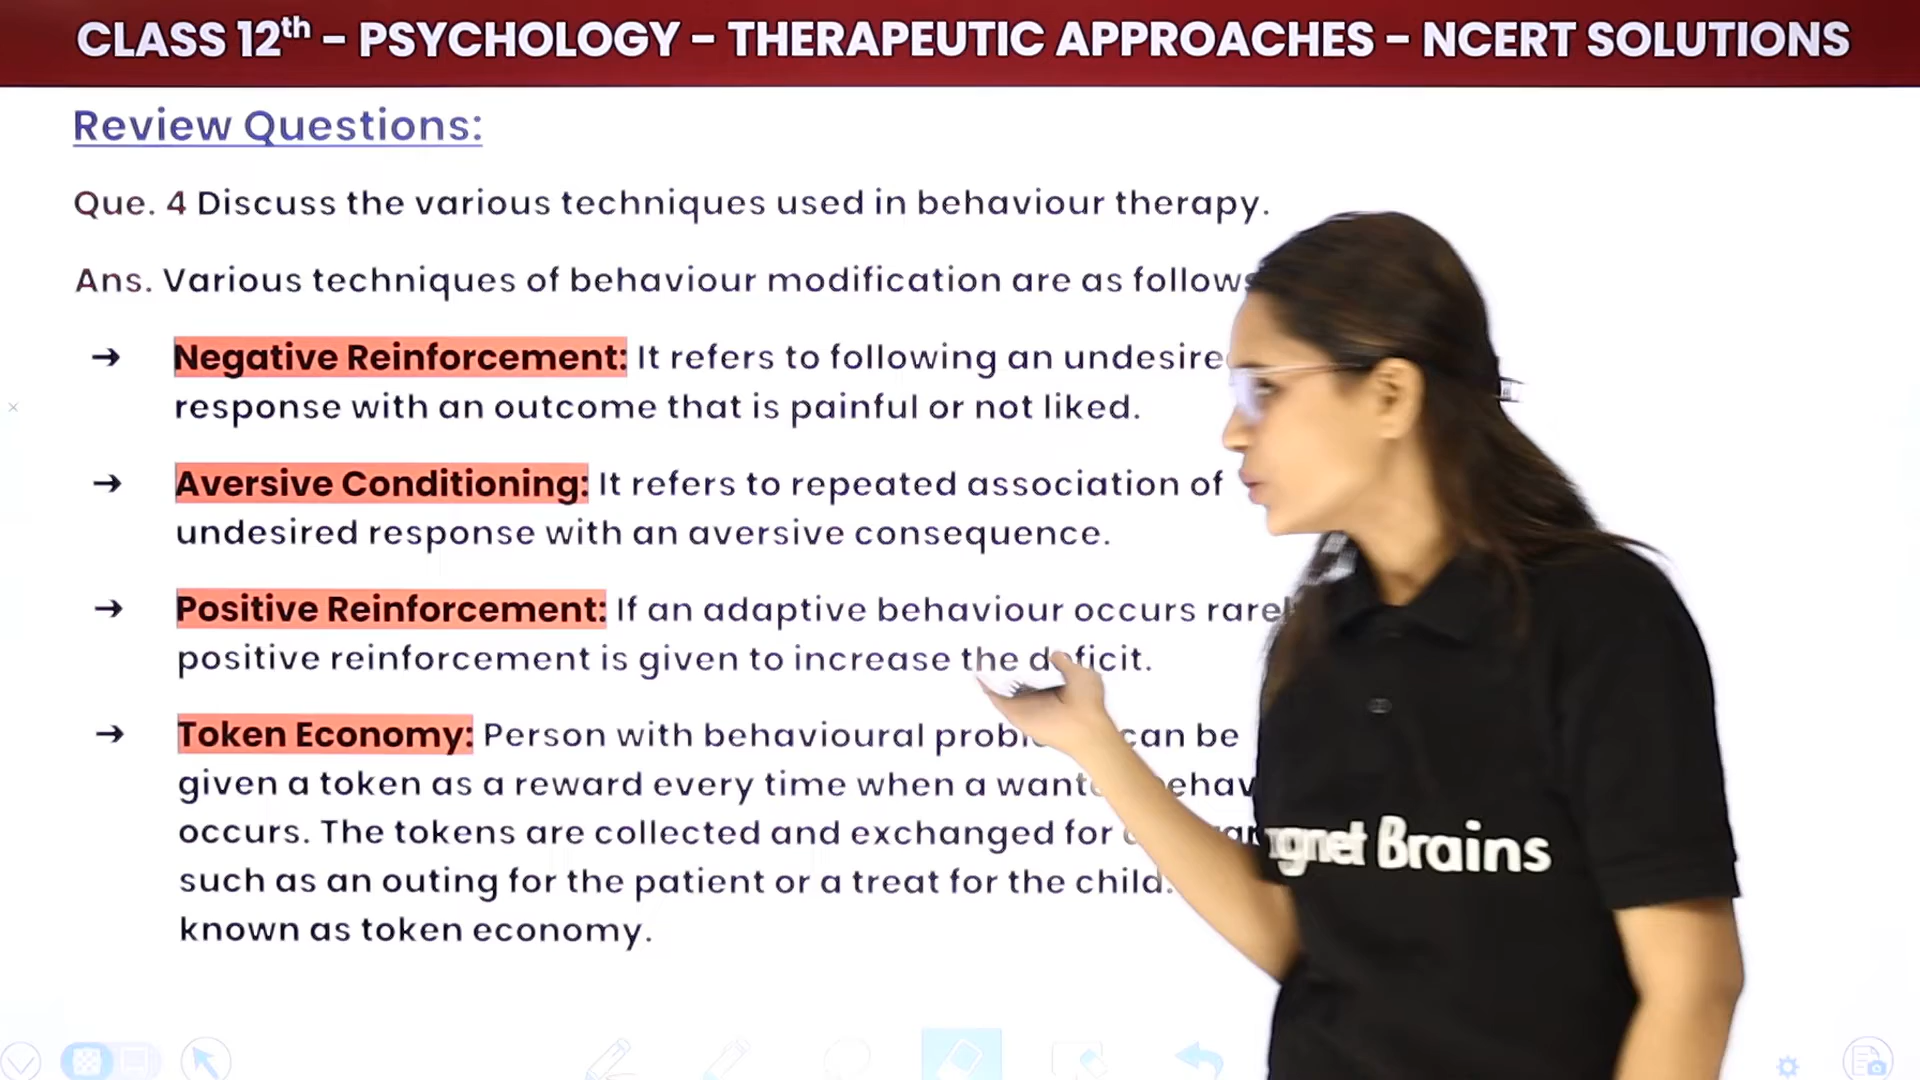 CLASS 12th - PSYCHOLOGY - THERAPEUTIC APPROACHES - NCERT SOLUTIONS
Review Questions:
Que. 4 Discuss the various techniques used in behaviour therapy.
Ans. Various techniques of behaviour modification are as follows
→ Negative Reinforcement: It refers to following an
response with an outcome that is painful or not liked.
→ Aversive Conditioning: It refers to repeated association of
undesired response with an aversive consequence.
→ Positive Reinforcement: If an adaptive behaviour occurs
positive reinforcement is given to increase the deficit.
→ Token Economy: Person with behavioural can be
given a token as a reward every time when a
occurs. The tokens are collected and exchanged for
such as an outing for the patient or a treat for the child.
known as token economy.
Brains